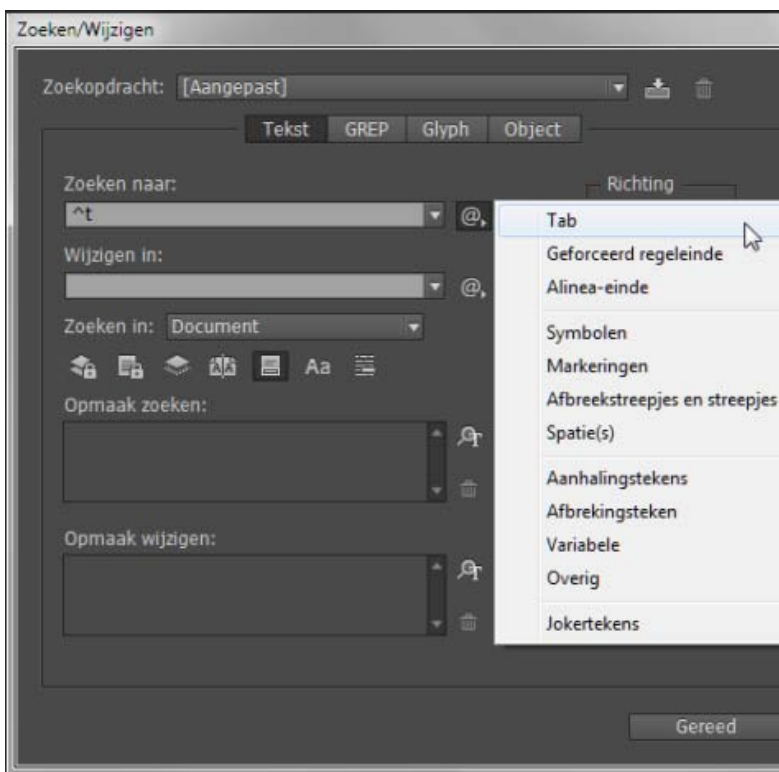 Zoeken/Wijzigen
Zoekopdracht: [Aangepast]
Tekst GREP Glyph Object
Zoeken naar:
^t
@
Wijzigen in:
@
Zoeken in: Document
Aa
Opmaak zoeken:
Opmaak wijzigen:
Richting
Tab
Geforceerd regeleinde
Alinea-einde
Symbolen
Markeringen
Afbreekstreepjes en streepjes
Spatie(s)
Aanhalingstekens
Afbrekingsteken
Variabele
Overig
Jokertekens
Gereed